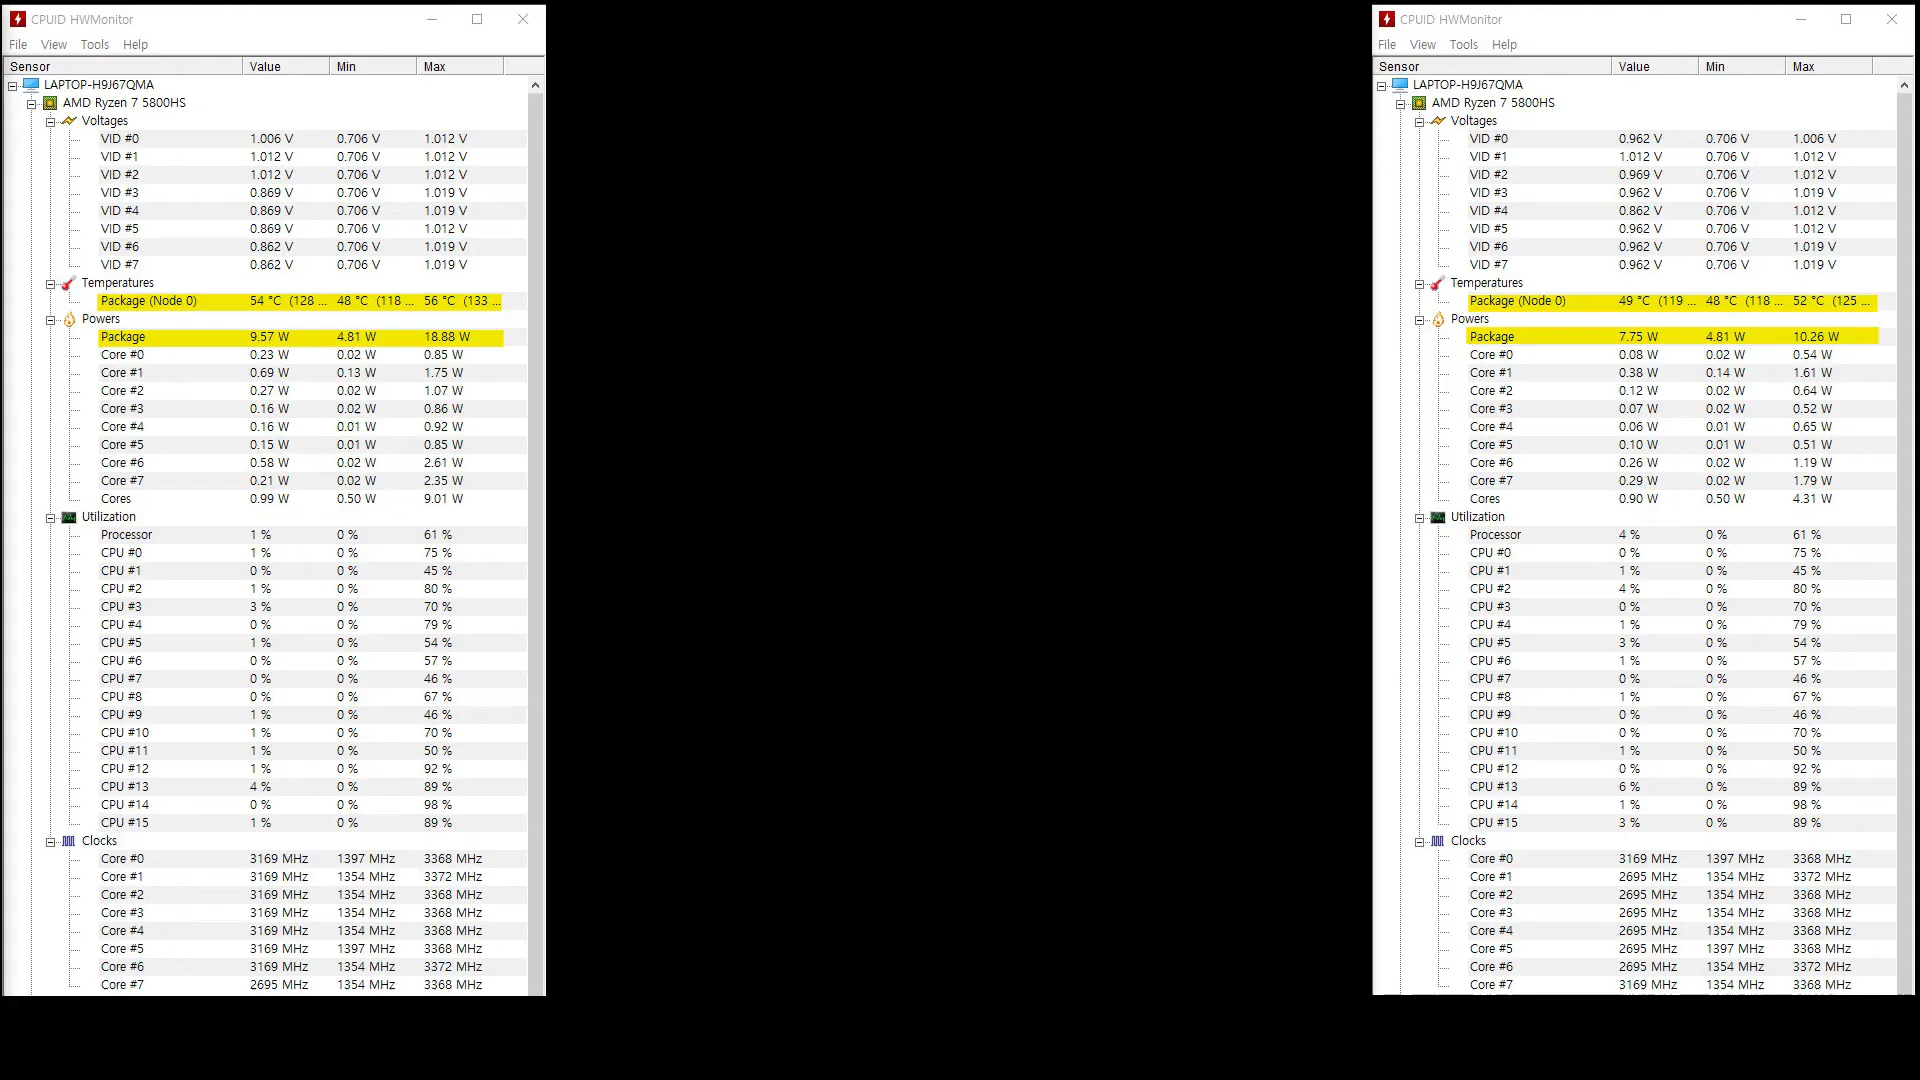 CPUID HWMonitor
File View Tools Help
Sensor Value Min Max
LAPTOP-H9J67QMA
AMD Ryzen 7 5800HS
Voltages
VID #0 1.006 V 0.706 V 1.012 V
VID #1 1.012 V 0.706 V 1.012 V
VID #2 1.012 V 0.706 V 1.012 V
VID #3 0.869 V 0.706 V 1.019 V
VID #4 0.869 V 0.706 V 1.019 V
VID #5 0.869 V 0.706 V 1.019 V
VID #6 0.862 V 0.706 V 1.019 V
VID #7 0.862 V 0.706 V 1.019 V
Temperatures
Package (Node 0) 54 °C (128 ... 48 °C (118 ... 56 °C (133 ...
Powers
Package 9.57 W 4.81 W 18.88 W
Core #0 0.23 W 0.02 W 0.85 W
Core #1 0.69 W 0.13 W 1.75 W
Core #2 0.27 W 0.02 W 1.07 W
Core #3 0.16 W 0.02 W 0.86 W
Core #4 0.16 W 0.01 W 0.92 W
Core #5 0.15 W 0.01 W 0.85 W
Core #6 0.58 W 0.02 W 2.61 W
Core #7 0.21 W 0.02 W 2.35 W
Cores 0.99 W 0.50 W 9.01 W
Utilization
Processor 1 % 0 % 61 %
CPU #0 1 % 0 % 75 %
CPU #1 0 % 0 % 45 %
CPU #2 1 % 0 % 80 %
CPU #3 3 % 0 % 70 %
CPU #4 0 % 0 % 79 %
CPU #5 1 % 0 % 54 %
CPU #6 0 % 0 % 57 %
CPU #7 0 % 0 % 46 %
CPU #8 0 % 0 % 67 %
CPU #9 1 % 0 % 46 %
CPU #10 1 % 0 % 70 %
CPU #11 1 % 0 % 50 %
CPU #12 1 % 0 % 92 %
CPU #13 4 % 0 % 89 %
CPU #14 0 % 0 % 98 %
CPU #15 1 % 0 % 89 %
Clocks
Core #0 3169 MHz 1397 MHz 3368 MHz
Core #1 3169 MHz 1354 MHz 3372 MHz
Core #2 3169 MHz 1354 MHz 3368 MHz
Core #3 3169 MHz 1354 MHz 3368 MHz
Core #4 3169 MHz 1354 MHz 3368 MHz
Core #5 3169 MHz 1397 MHz 3368 MHz
Core #6 3169 MHz 1354 MHz 3372 MHz
Core #7 2695 MHz 1354 MHz 3368 MHz
CPUID HWMonitor
File View Tools Help
Sensor Value Min Max
LAPTOP-H9J67QMA
AMD Ryzen 7 5800HS
Voltages
VID #0 0.962 V 0.706 V 1.006 V
VID #1 1.012 V 0.706 V 1.012 V
VID #2 0.969 V 0.706 V 1.012 V
VID #3 0.962 V 0.706 V 1.019 V
VID #4 0.862 V 0.706 V 1.012 V
VID #5 0.962 V 0.706 V 1.012 V
VID #6 0.962 V 0.706 V 1.019 V
VID #7 0.962 V 0.706 V 1.019 V
Temperatures
Package (Node 0) 49 °C (119 ... 48 °C (118 ... 52 °C (125 ...
Powers
Package 7.75 W 4.81 W 10.26 W
Core #0 0.08 W 0.02 W 0.54 W
Core #1 0.38 W 0.14 W 1.61 W
Core #2 0.12 W 0.02 W 0.64 W
Core #3 0.07 W 0.02 W 0.52 W
Core #4 0.06 W 0.01 W 0.65 W
Core #5 0.10 W 0.01 W 0.51 W
Core #6 0.26 W 0.02 W 1.19 W
Core #7 0.29 W 0.02 W 1.79 W
Cores 0.90 W 0.50 W 4.31 W
Utilization
Processor 4 % 0 % 61 %
CPU #0 0 % 0 % 75 %
CPU #1 1 % 0 % 45 %
CPU #2 4 % 0 % 80 %
CPU #3 0 % 0 % 70 %
CPU #4 1 % 0 % 79 %
CPU #5 3 % 0 % 54 %
CPU #6 1 % 0 % 57 %
CPU #7 0 % 0 % 46 %
CPU #8 1 % 0 % 67 %
CPU #9 0 % 0 % 46 %
CPU #10 0 % 0 % 70 %
CPU #11 1 % 0 % 50 %
CPU #12 0 % 0 % 92 %
CPU #13 6 % 0 % 89 %
CPU #14 1 % 0 % 98 %
CPU #15 3 % 0 % 89 %
Clocks
Core #0 3169 MHz 1397 MHz 3368 MHz
Core #1 2695 MHz 1354 MHz 3372 MHz
Core #2 2695 MHz 1354 MHz 3368 MHz
Core #3 2695 MHz 1354 MHz 3368 MHz
Core #4 2695 MHz 1354 MHz 3368 MHz
Core #5 2695 MHz 1397 MHz 3368 MHz
Core #6 2695 MHz 1354 MHz 3372 MHz
Core #7 3169 MHz 1354 MHz 3368 MHz